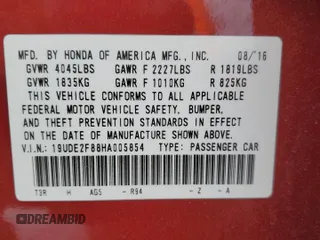 MFD. BY HONDA OF AMERICA MFG., INC. 08/'16
GVWR 4045LBS GAWR F 2227LBS R 1819LBS
GVWR 1835KG GAWR F 1010KG R 825KG
THIS VEHICLE CONFORMS TO ALL APPLICABLE
FEDERAL MOTOR VEHICLE SAFETY, BUMPER,
AND THEFT PREVENTION STANDARDS IN EFFECT
ON THE DATE OF MANUFACTURE SHOWN ABOVE.
V.I.N.: 19UDE2F88HA005854 TYPE: PASSENGER CAR
T3R H AG5 - R94 - Z - A
DREAMBID